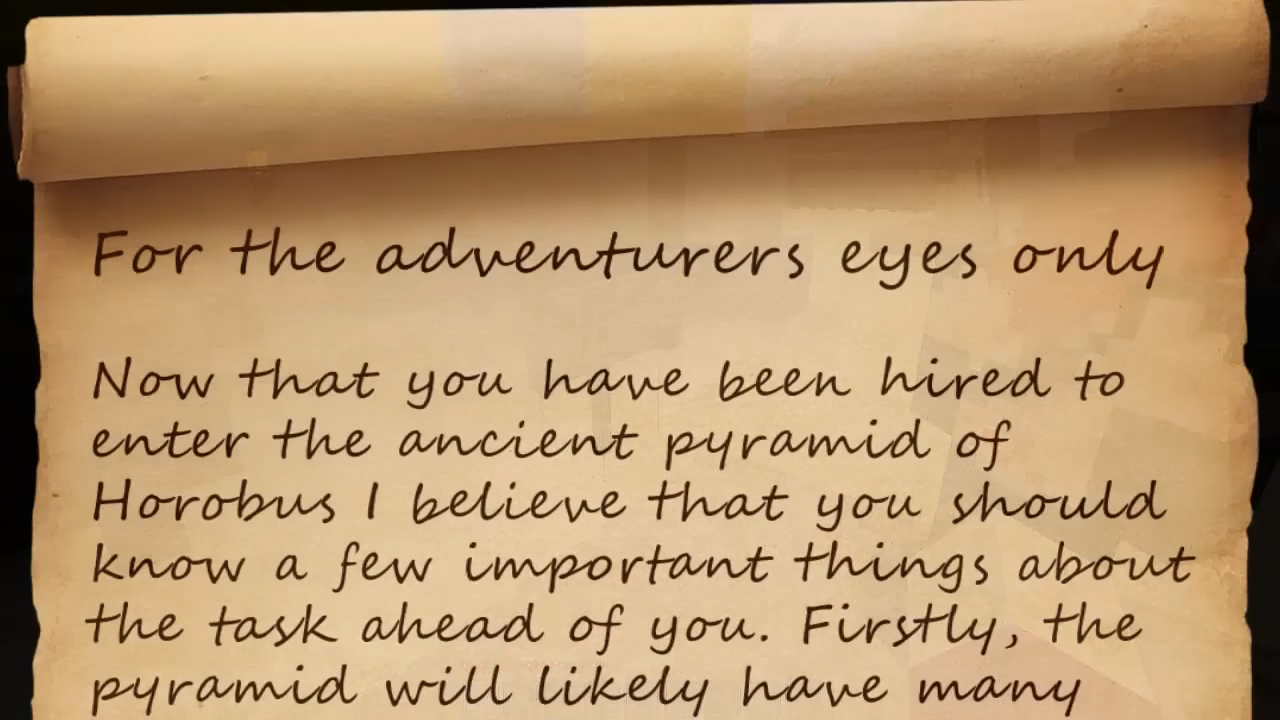 For the adventurers eyes only
Now that you have been hired to
enter the ancient pyramid of
Horobus I believe that you should
know a few important things about
the task ahead of you. Firstly, the
pyramid will likely have many